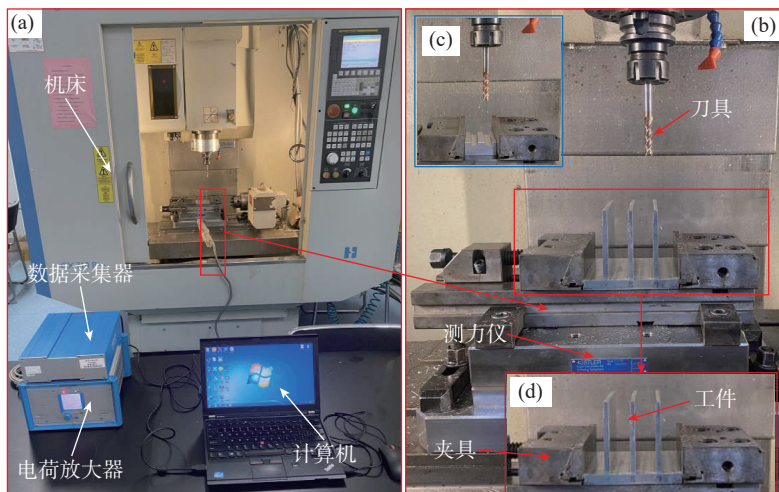 (a)
机床
数据采集器
电荷放大器
计算机
(b)
(c)
刀具
测力仪
KISTLER
(d)
工件
夹具